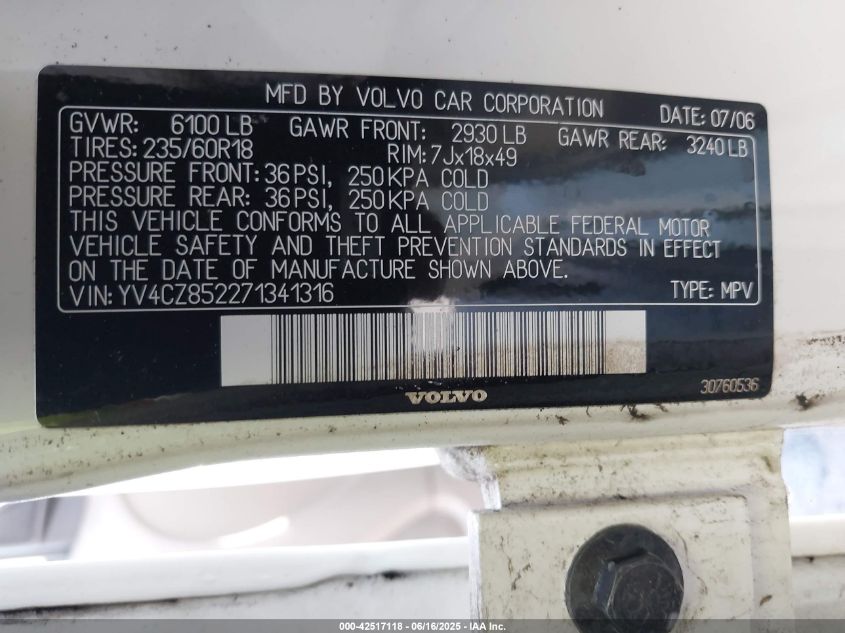 MFD BY VOLVO CAR CORPORATION DATE: 07/06
GVWR: 6100 LB GAWR FRONT: 2930 LB GAWR REAR: 3240 LB
TIRES: 235/60R18 RIM: 7Jx18x49
PRESSURE FRONT: 36 PSI, 250 KPA COLD
PRESSURE REAR: 36 PSI, 250 KPA COLD
THIS VEHICLE CONFORMS TO ALL APPLICABLE FEDERAL MOTOR
VEHICLE SAFETY AND THEFT PREVENTION STANDARDS IN EFFECT
ON THE DATE OF MANUFACTURE SHOWN ABOVE.
VIN: YV4CZ852271341316 TYPE: MPV
30760536
VOLVO
000-42517118 - 06/16/2025 - IAA Inc.